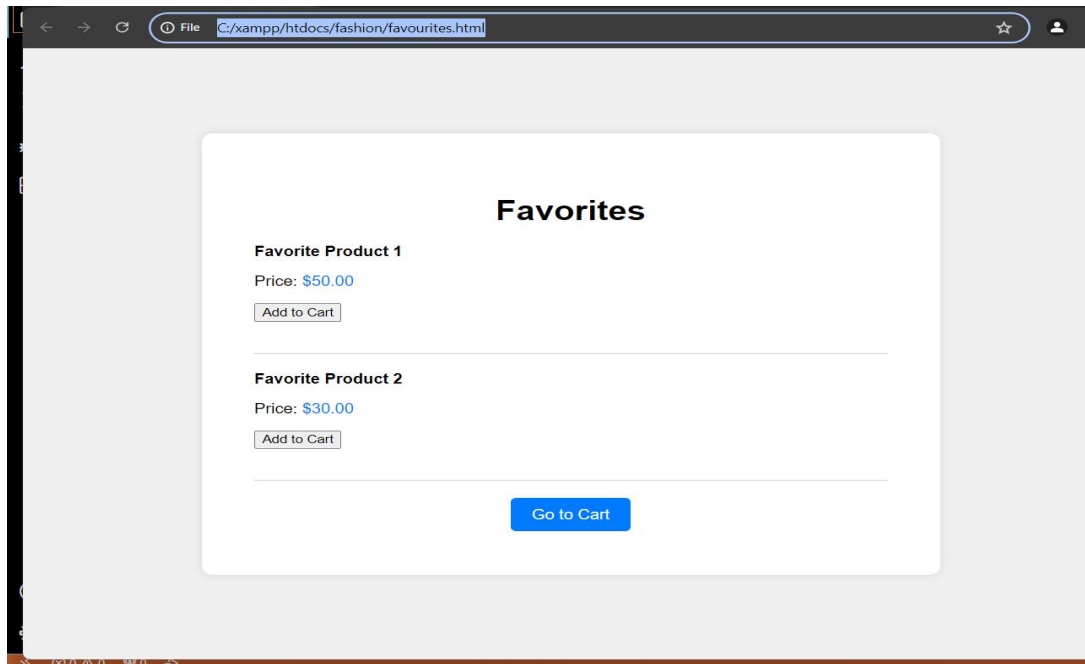 File C:/xampp/htdocs/fashion/favourites.html
Favorites
Favorite Product 1
Price: $50.00
Add to Cart
Favorite Product 2
Price: $30.00
Add to Cart
Go to Cart